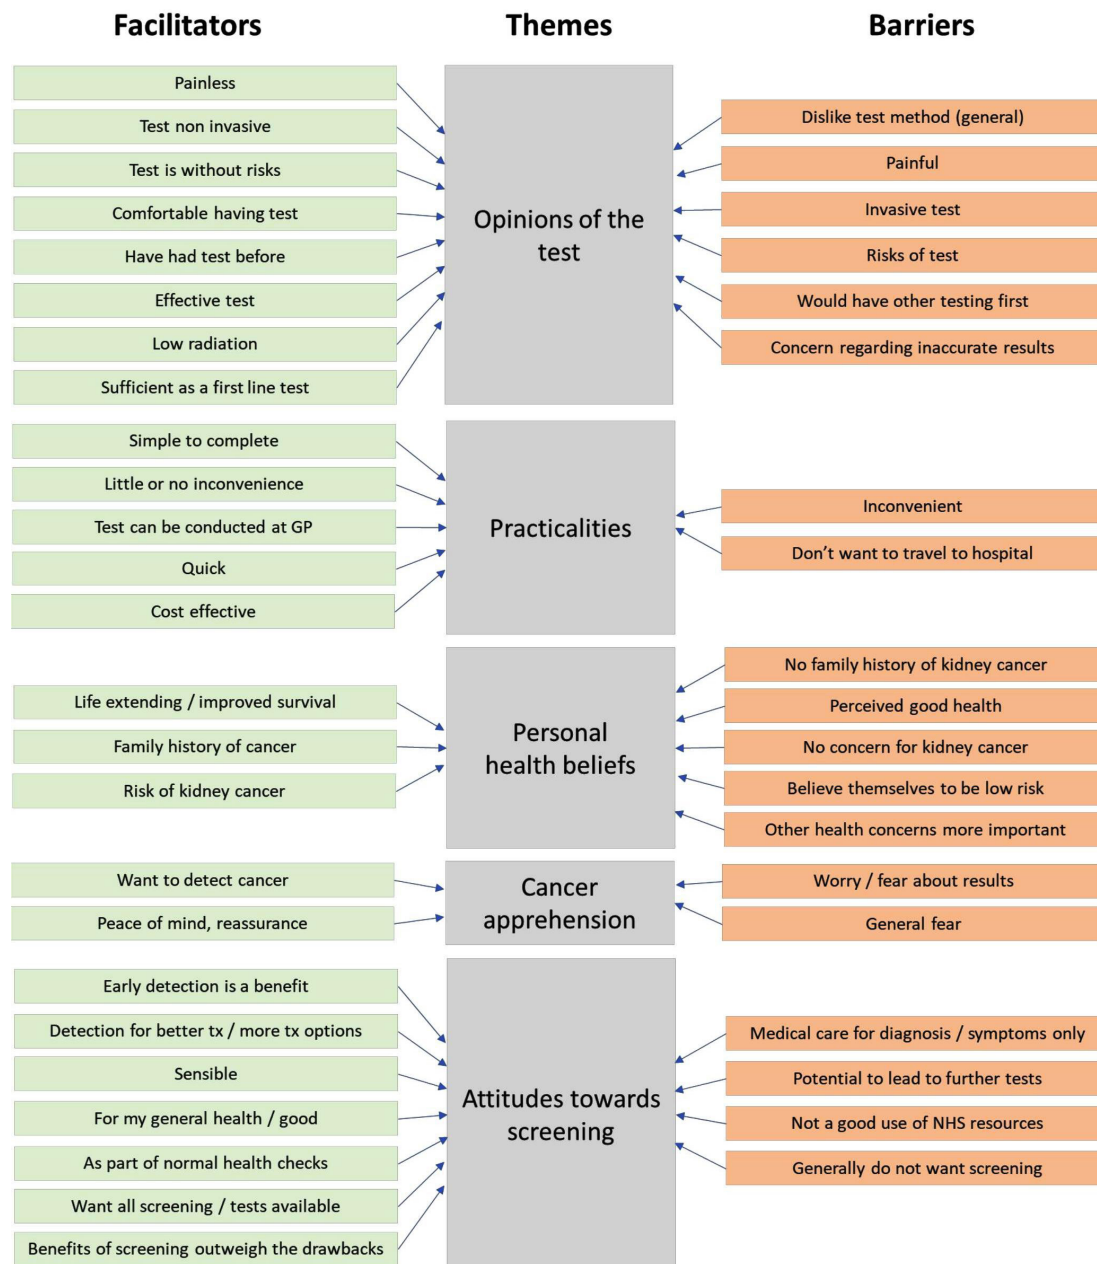 Facilitators
Themes
Barriers
Painless
Test non invasive
Test is without risks
Comfortable having test
Have had test before
Effective test
Low radiation
Sufficient as a first line test
Opinions of the
test
Dislike test method (general)
Painful
Invasive test
Risks of test
Would have other testing first
Concern regarding inaccurate results
Simple to complete
Little or no inconvenience
Test can be conducted at GP
Quick
Cost effective
Practicalities
Inconvenient
Don’t want to travel to hospital
Life extending / improved survival
Family history of cancer
Risk of kidney cancer
Personal
health beliefs
No family history of kidney cancer
Perceived good health
No concern for kidney cancer
Believe themselves to be low risk
Other health concerns more important
Want to detect cancer
Peace of mind, reassurance
Cancer
apprehension
Worry / fear about results
General fear
Early detection is a benefit
Detection for better tx / more tx options
Sensible
For my general health / good
As part of normal health checks
Want all screening / tests available
Benefits of screening outweigh the drawbacks
Attitudes towards
screening
Medical care for diagnosis / symptoms only
Potential to lead to further tests
Not a good use of NHS resources
Generally do not want screening